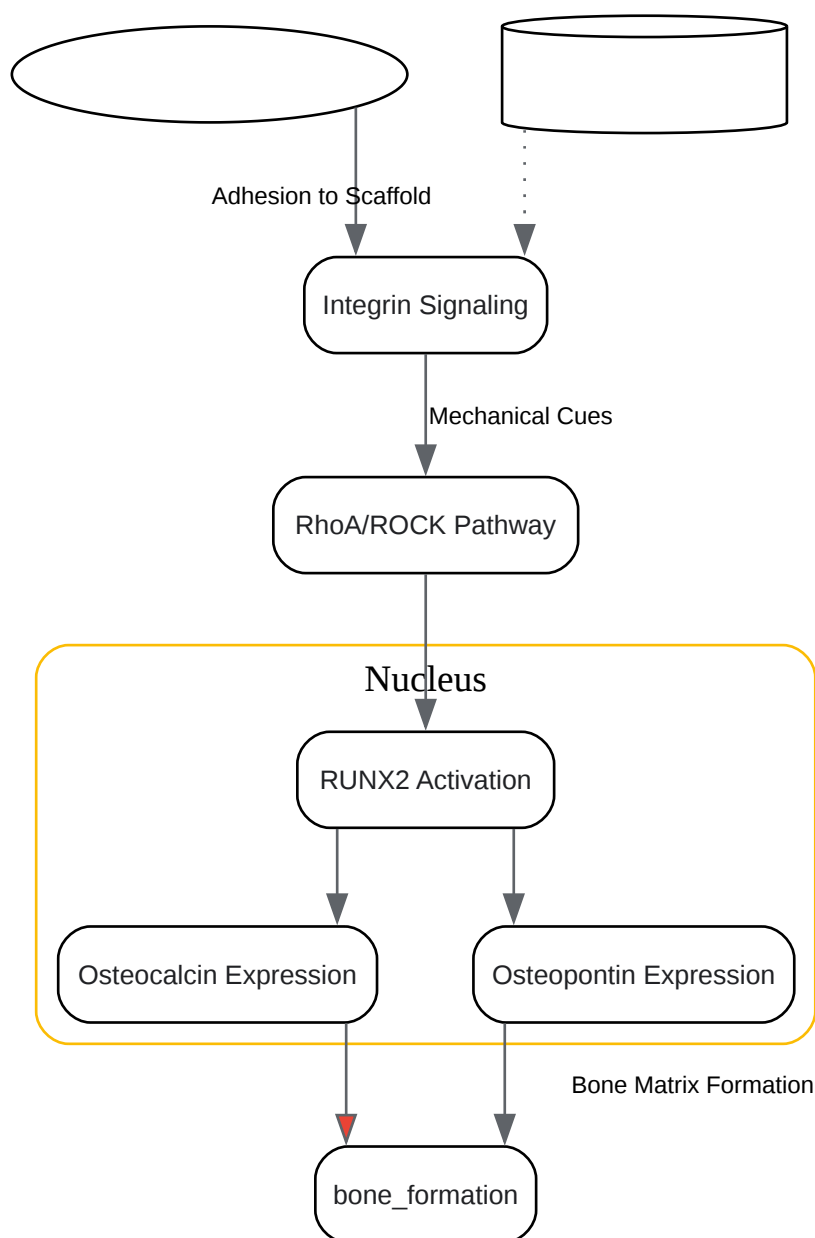 Adhesion to Scaffold
Integrin Signaling
Mechanical Cues
RhoA/ROCK Pathway
Nucleus
RUNX2 Activation
Osteocalcin Expression
Osteopontin Expression
Bone Matrix Formation
bone_formation